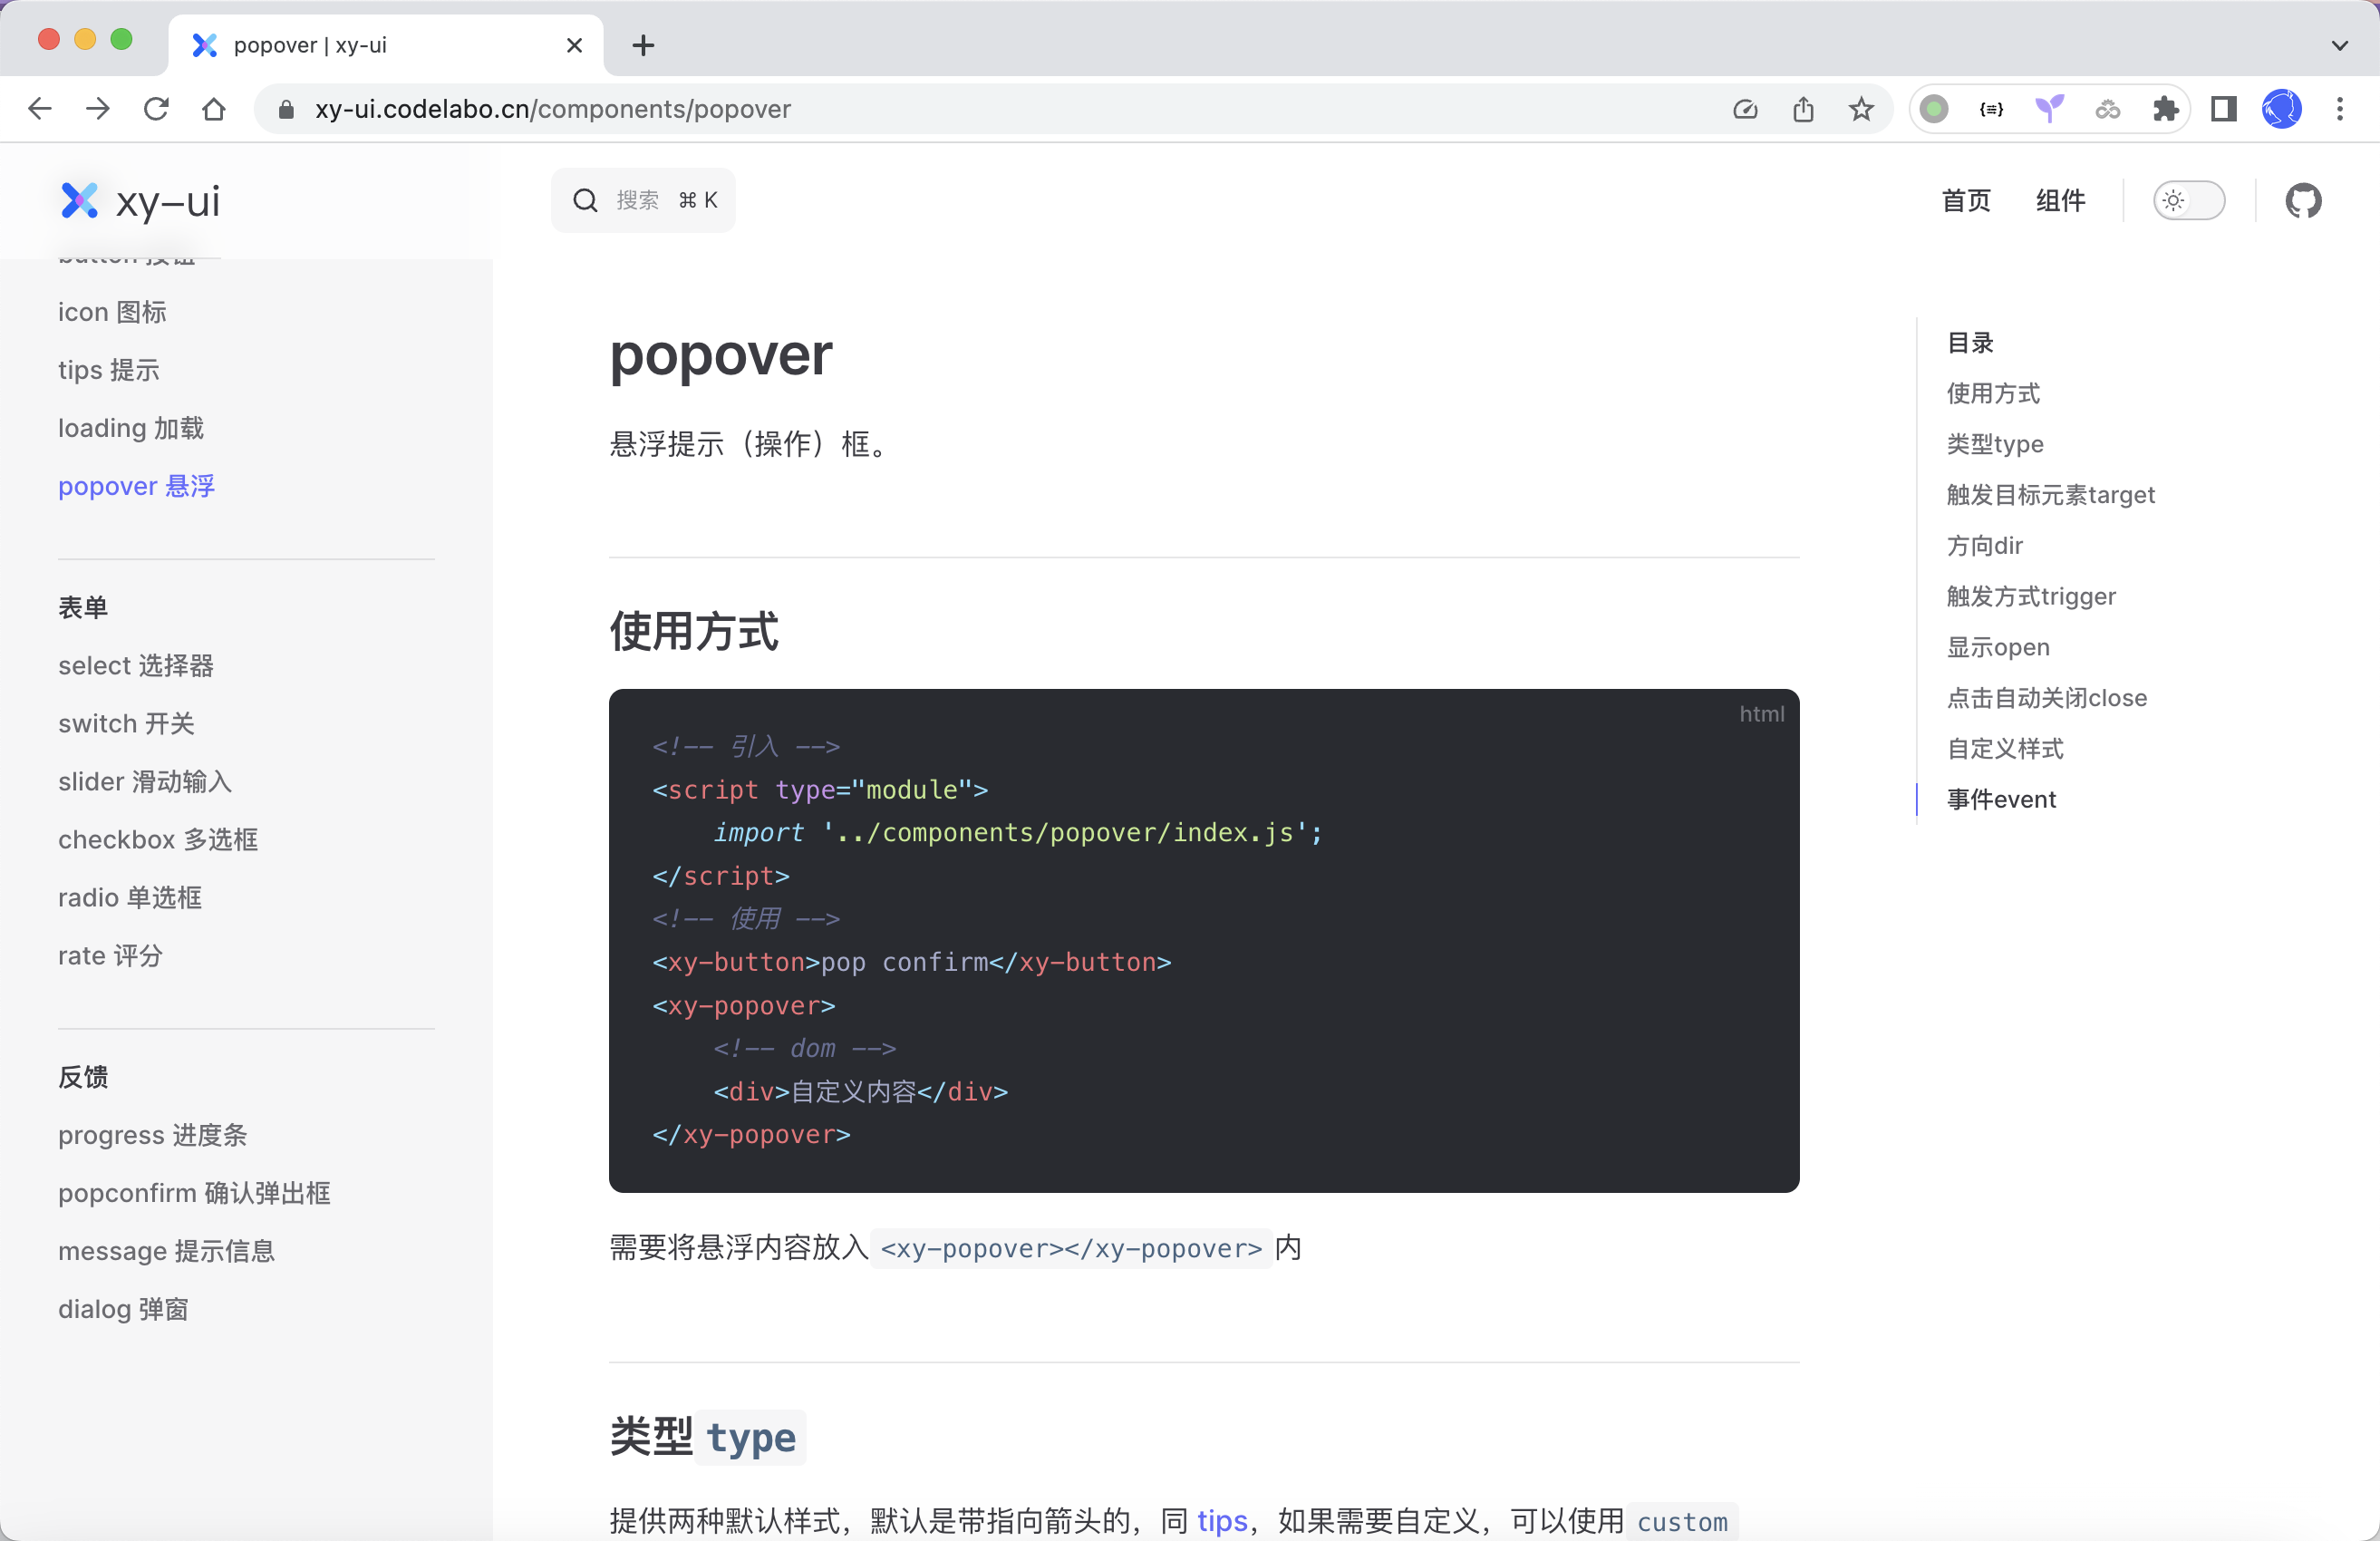 popover | xy-ui
xy-ui.codelabo.cn/components/popover
xy-ui
搜索 ⌘ K
首页
组件
button 按钮
icon 图标
tips 提示
loading 加载
popover 悬浮
表单
select 选择器
switch 开关
slider 滑动输入
checkbox 多选框
radio 单选框
rate 评分
反馈
progress 进度条
popconfirm 确认弹出框
message 提示信息
dialog 弹窗
popover
悬浮提示（操作）框。
使用方式
html
<!-- 引入 -->
<script type="module">
    import '../components/popover/index.js';
</script>
<!-- 使用 -->
<xy-button>pop confirm</xy-button>
<xy-popover>
    <!-- dom -->
    <div>自定义内容</div>
</xy-popover>
需要将悬浮内容放入 <xy-popover></xy-popover> 内
类型 type
提供两种默认样式，默认是带指向箭头的，同 tips，如果需要自定义，可以使用 custom
目录
使用方式
类型type
触发目标元素target
方向dir
触发方式trigger
显示open
点击自动关闭close
自定义样式
事件event